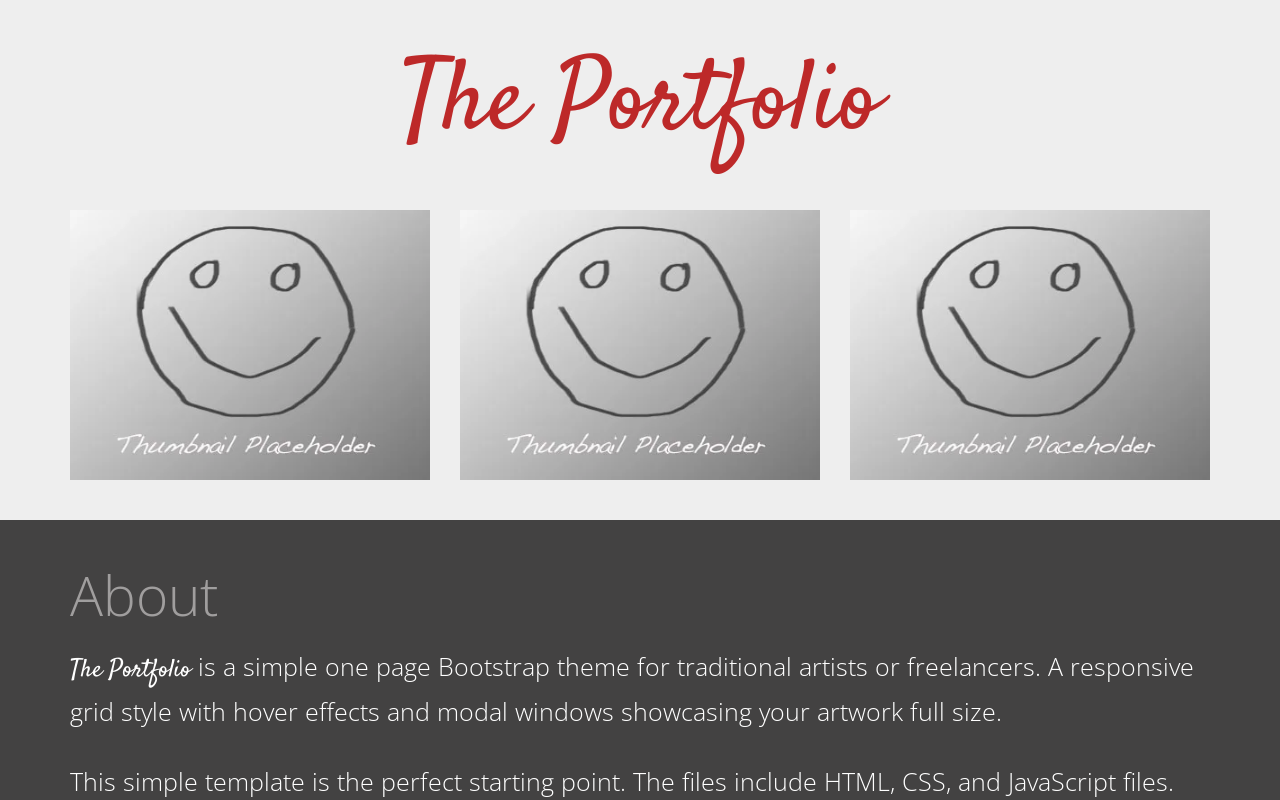 The Portfolio
Thumbnail Placeholder
Thumbnail Placeholder
Thumbnail Placeholder
About
The Portfolio is a simple one page Bootstrap theme for traditional artists or freelancers. A responsive
grid style with hover effects and modal windows showcasing your artwork full size.
This simple template is the perfect starting point. The files include HTML, CSS, and JavaScript files.